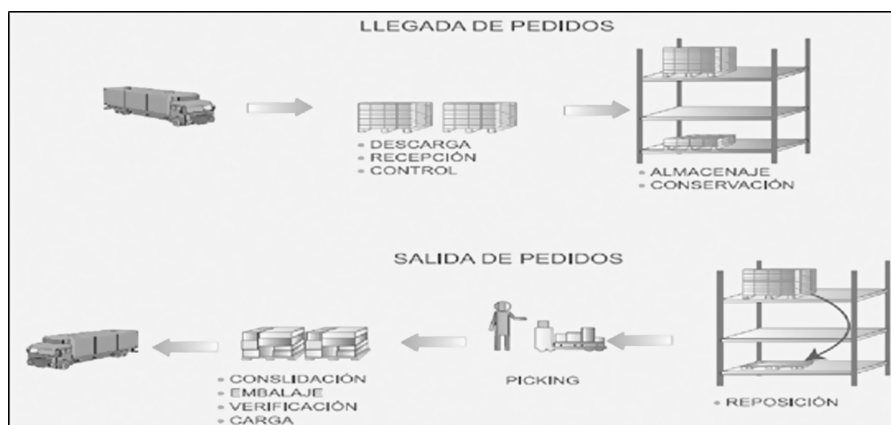 LLEGADA DE PEDIDOS
• DESCARGA
• RECEPCIÓN
• CONTROL
• ALMACENAJE
• CONSERVACIÓN
SALIDA DE PEDIDOS
• CONSLIDACIÓN
• EMBALAJE
• VERIFICACIÓN
• CARGA
PICKING
• REPOSICIÓN